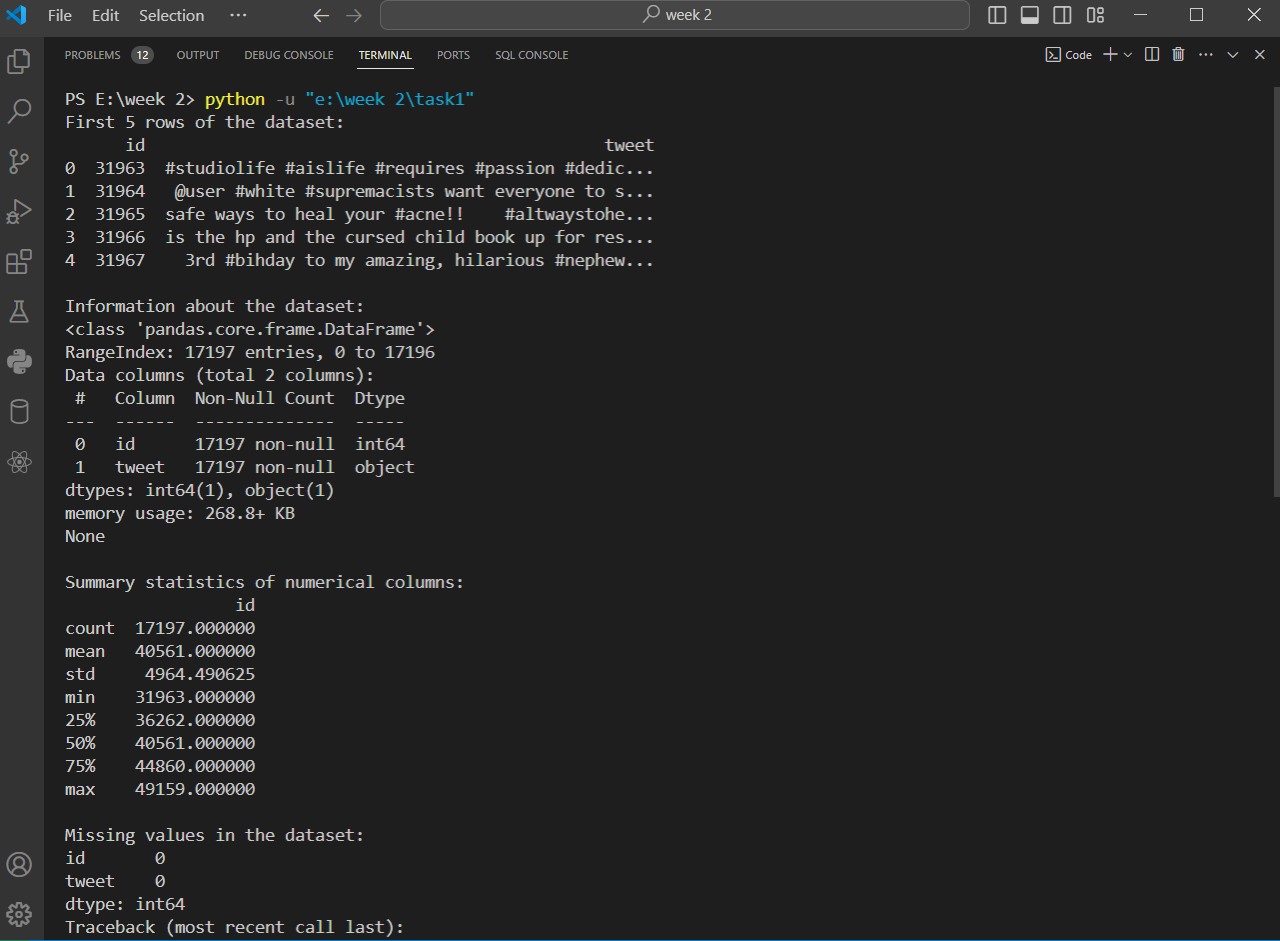 File Edit Selection ··· week 2
PROBLEMS 12 OUTPUT DEBUG CONSOLE TERMINAL PORTS SQL CONSOLE Code
PS E:\week 2> python -u "e:\week 2\task1"
First 5 rows of the dataset:
      id                                              tweet
0  31963  #studiolife #aislife #requires #passion #dedic...
1  31964   @user #white #supremacists want everyone to s...
2  31965  safe ways to heal your #acne!!    #altwaystohe...
3  31966  is the hp and the cursed child book up for res...
4  31967    3rd #bihday to my amazing, hilarious #nephew...
Information about the dataset:
<class 'pandas.core.frame.DataFrame'>
RangeIndex: 17197 entries, 0 to 17196
Data columns (total 2 columns):
 #   Column  Non-Null Count  Dtype
---  ------  --------------  -----
 0   id      17197 non-null  int64
 1   tweet   17197 non-null  object
dtypes: int64(1), object(1)
memory usage: 268.8+ KB
None
Summary statistics of numerical columns:
                 id
count  17197.000000
mean   40561.000000
std     4964.490625
min    31963.000000
25%    36262.000000
50%    40561.000000
75%    44860.000000
max    49159.000000
Missing values in the dataset:
id       0
tweet    0
dtype: int64
Traceback (most recent call last):